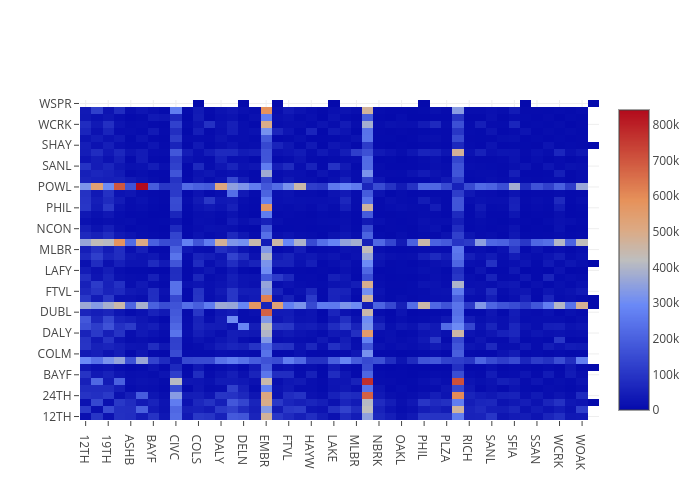 WSPR
WCRK
SHAY
SANL
POWL
PHIL
NCON
MLBR
LAFY
FTVL
DUBL
DALY
COLM
BAYF
24TH
12TH
12TH
19TH
ASHB
BAYF
CIVC
COLS
DALY
DELN
EMBR
FTVL
HAYW
LAKE
MLBR
NBRK
OAKL
PHIL
PLZA
RICH
SANL
SFIA
SSAN
WCRK
WOAK
800k
700k
600k
500k
400k
300k
200k
100k
0